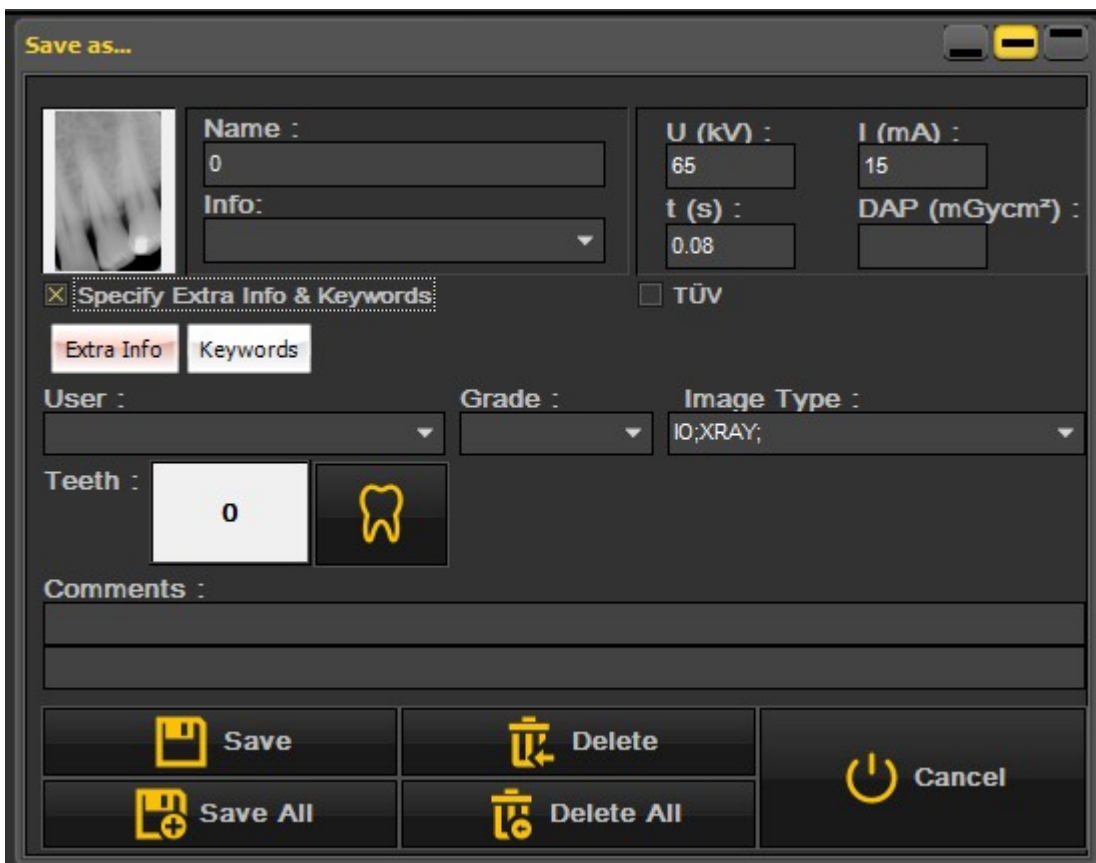 Save as...
Name :
0
Info:
U (kV) :
I (mA) :
65
15
t (s) :
DAP (mGycm²) :
0.08
Specify Extra Info & Keywords
TÜV
Extra Info
Keywords
User :
Grade :
Image Type :
IO;XRAY;
Teeth :
0
Comments :
Save
Delete
Cancel
Save All
Delete All